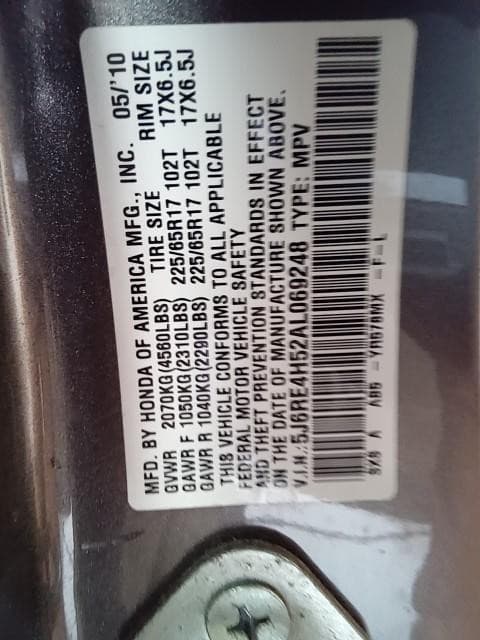 MFD. BY HONDA OF AMERICA MFG., INC. 05/'10
GVWR 2070KG(4560LBS) TIRE SIZE RIM SIZE
GAWR F 1050KG(2310LBS) 225/65R17 102T 17X6.5J
GAWR R 1040KG(2290LBS) 225/65R17 102T 17X6.5J
THIS VEHICLE CONFORMS TO ALL APPLICABLE
FEDERAL MOTOR VEHICLE SAFETY
AND THEFT PREVENTION STANDARDS IN EFFECT
ON THE DATE OF MANUFACTURE SHOWN ABOVE.
V.I.N.:5J6RE4H52AL069248 TYPE: MPV
A -F-L